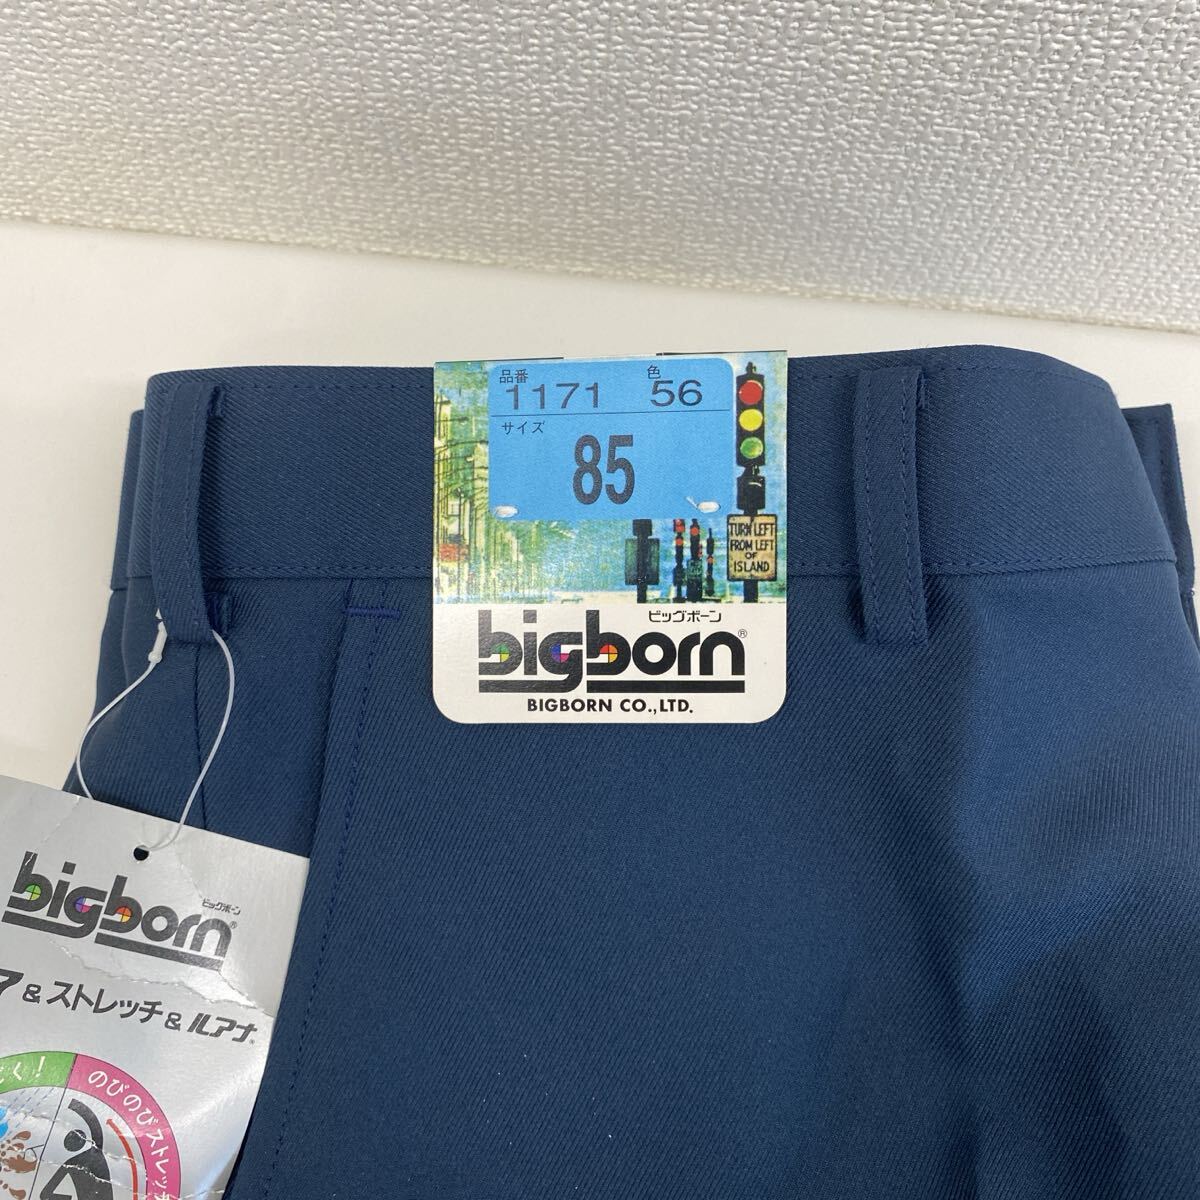 品番 色
1171 56
サイズ
85
TURN LEFT
FROM LEFT
OF
ISLAND
ビッグボーン
bigborn®
BIGBORN CO.,LTD.
ビッグボーン
bigborn®
&ストレッチ&ルアナ
く!
のびのびストレッ